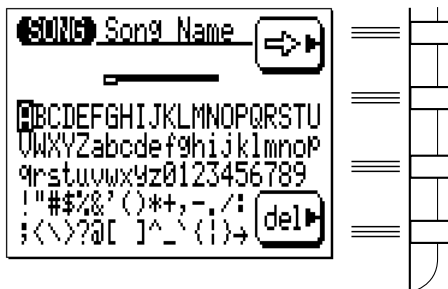 SONG Song Name
ABCDEFGHIJKLMNOPQRSTU
VWXYZabcdefghijklmnop
qrstuvwxyz0123456789
!"#$%&'()*+,-./:
;<\>?@[ ]^_`{|}→ del